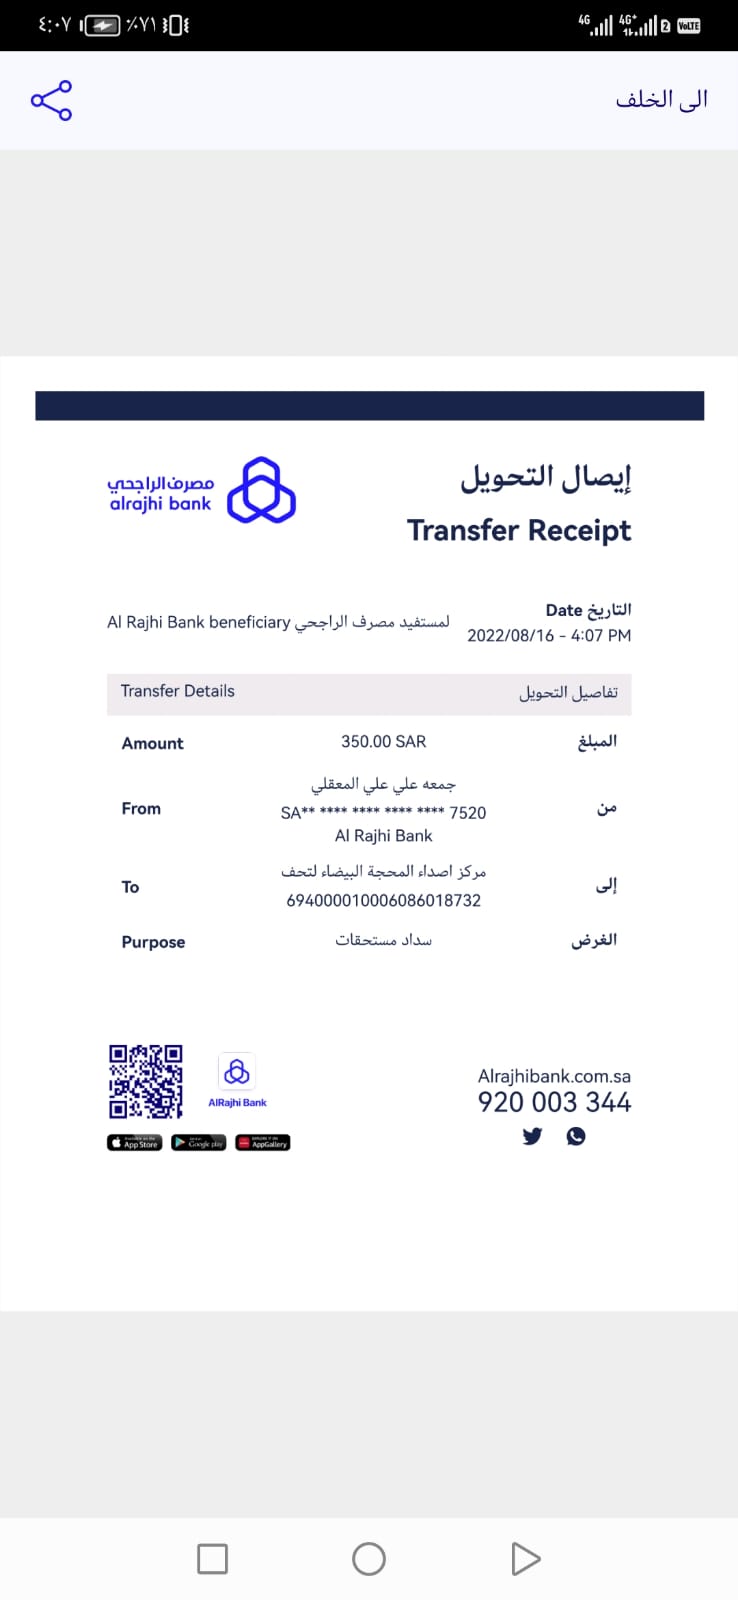 ٤:٠٧ ٪٧١ 4G 4G+ 2 VoLTE
الى الخلف
مصرف الراجحي
alrajhi bank
إيصال التحويل
Transfer Receipt
التاريخ Date
2022/08/16 - 4:07 PM
Al Rajhi Bank beneficiary لمستفيد مصرف الراجحي
Transfer Details تفاصيل التحويل
Amount 350.00 SAR المبلغ
جمعه علي علي المعقلي
From SA** **** **** **** **** 7520 من
Al Rajhi Bank
مركز اصداء المحجة البيضاء لتحف
To 694000010006086018732 إلى
Purpose سداد مستحقات الغرض
AlRajhi Bank
App Store Google play AppGallery
Alrajhibank.com.sa
920 003 344